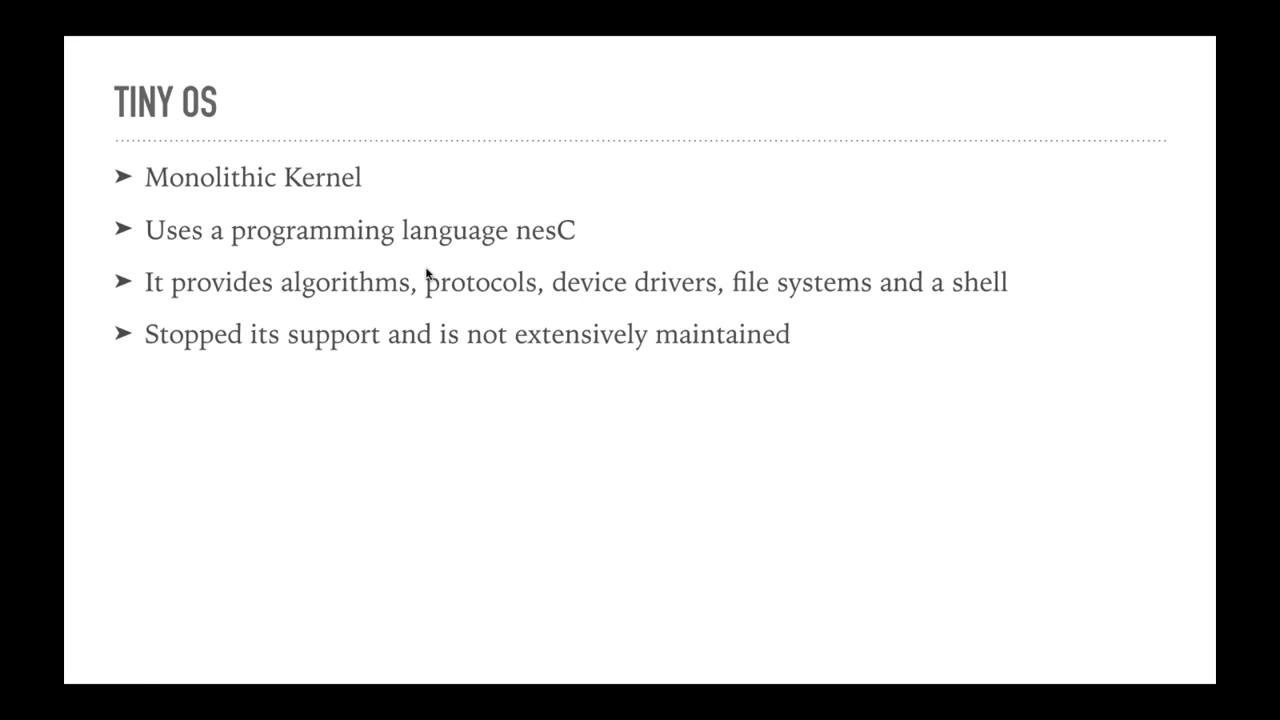 TINY OS
➤ Monolithic Kernel
➤ Uses a programming language nesC
➤ It provides algorithms, protocols, device drivers, file systems and a shell
➤ Stopped its support and is not extensively maintained